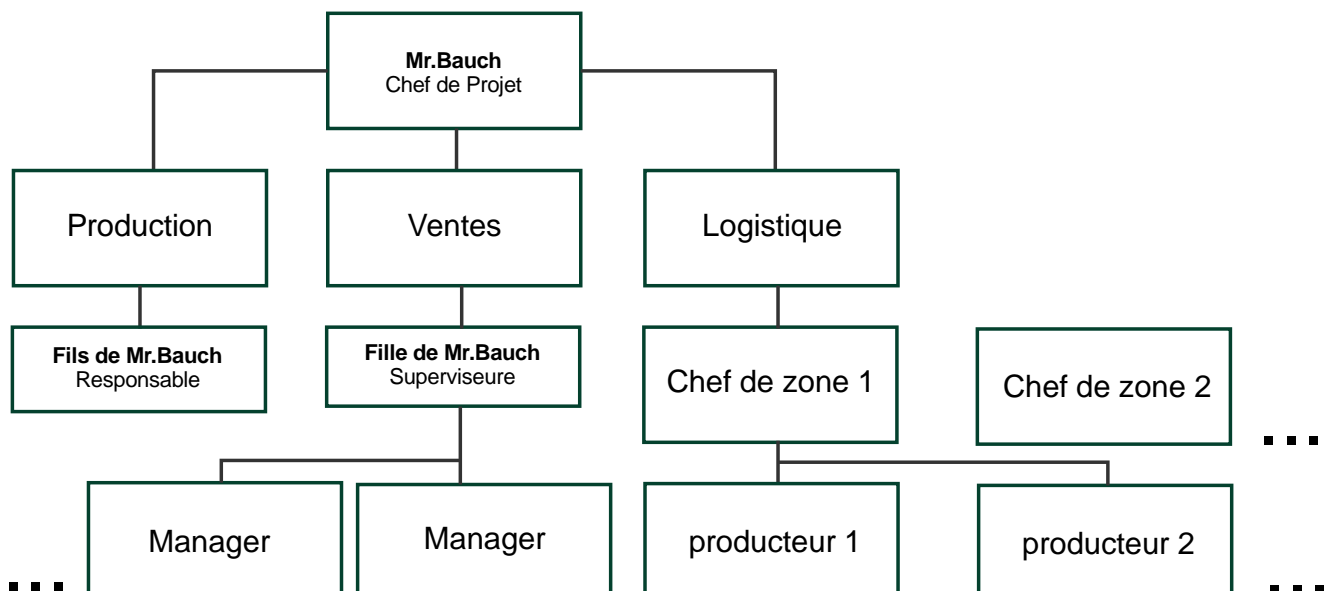 Mr.Bauch
Chef de Projet
Production
Ventes
Logistique
Fils de Mr.Bauch
Responsable
Fille de Mr.Bauch
Superviseure
Chef de zone 1
Chef de zone 2
Manager
Manager
producteur 1
producteur 2